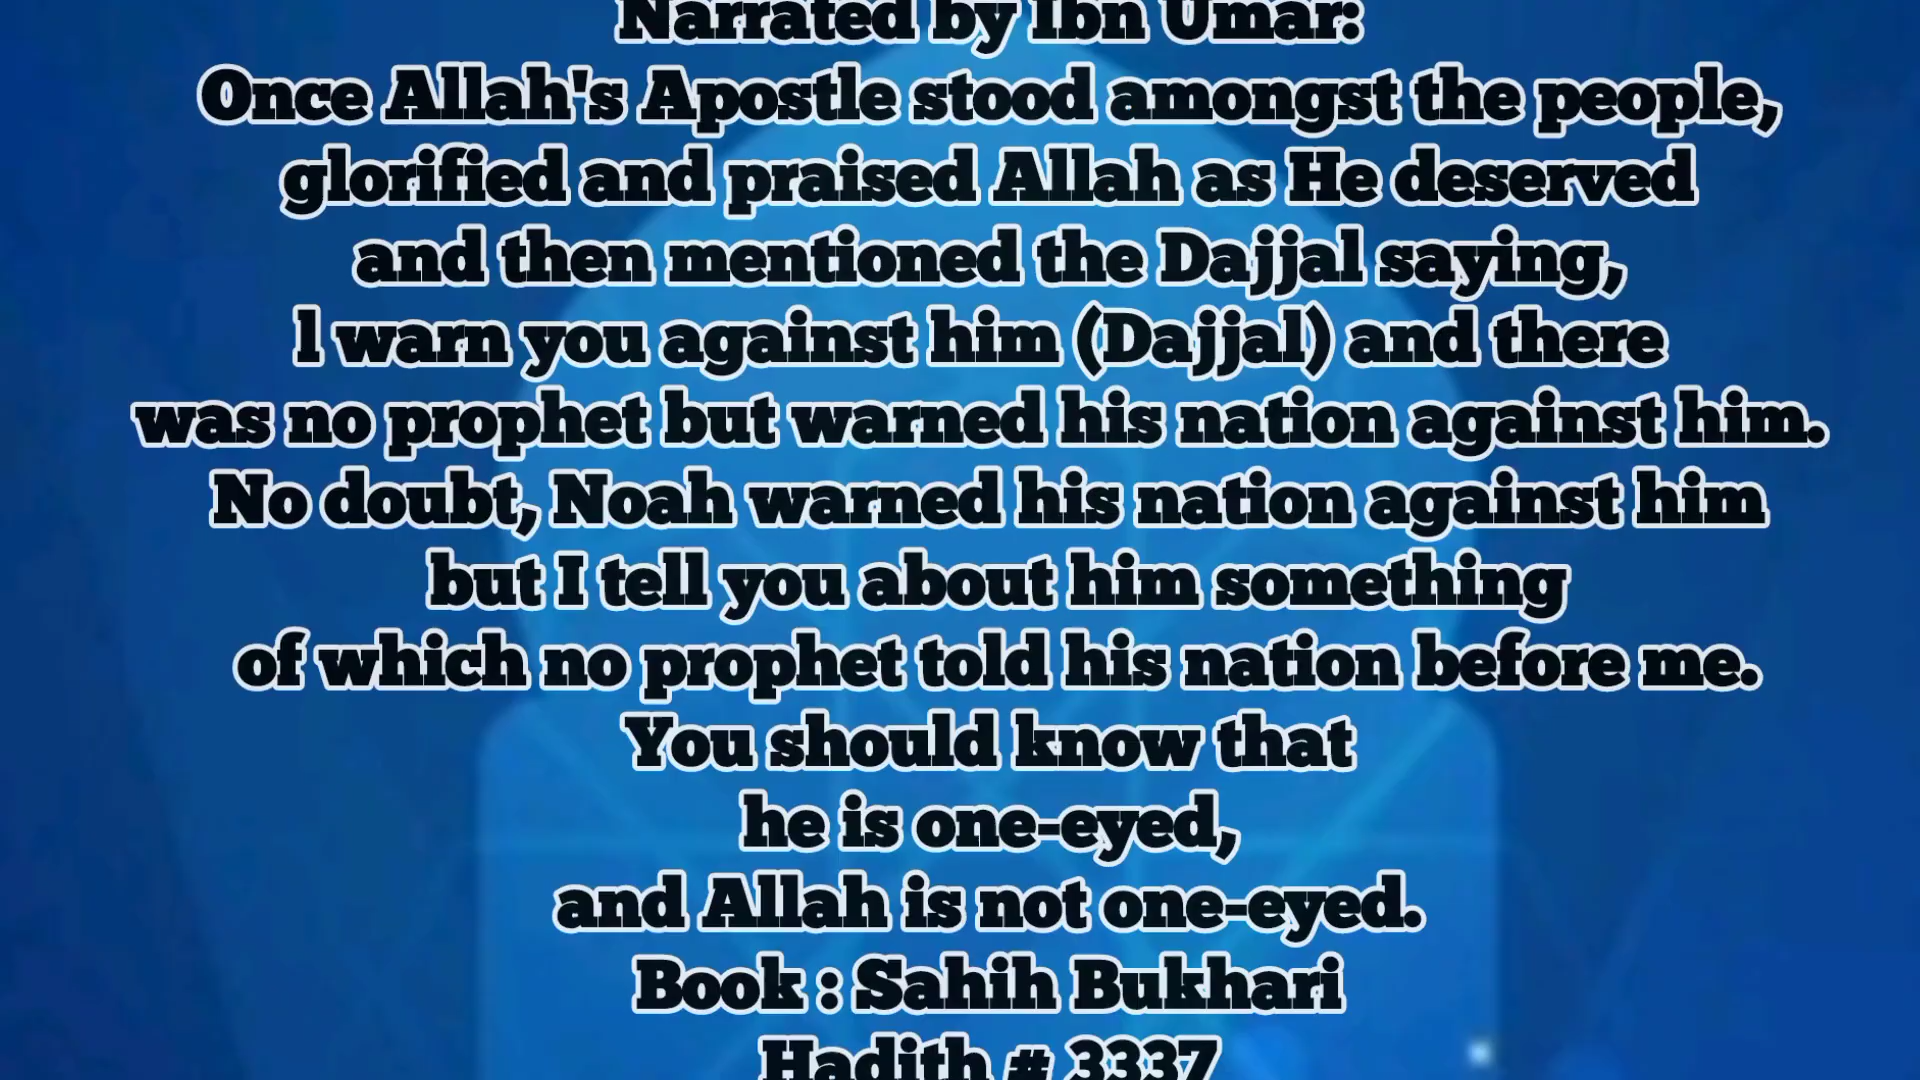 Narrated by Ibn Umar:
Once Allah's Apostle stood amongst the people,
glorified and praised Allah as He deserved
and then mentioned the Dajjal saying,
l warn you against him (Dajjal) and there
was no prophet but warned his nation against him.
No doubt, Noah warned his nation against him
but I tell you about him something
of which no prophet told his nation before me.
You should know that
he is one-eyed,
and Allah is not one-eyed.
Book : Sahih Bukhari
Hadith # 3337